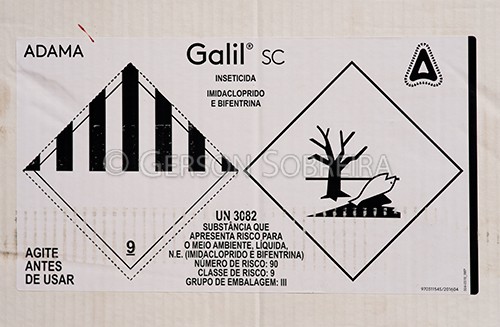 ADAMA
Galil® SC
INSETICIDA
IMIDACLOPRIDO
E BIFENTRINA
© GERSON SOBREIRA
9
UN 3082
SUBSTÂNCIA QUE
APRESENTA RISCO PARA
O MEIO AMBIENTE, LÍQUIDA,
N.E. (IMIDACLOPRIDO E BIFENTRINA)
NÚMERO DE RISCO: 90
CLASSE DE RISCO: 9
GRUPO DE EMBALAGEM: III
AGITE
ANTES
DE USAR